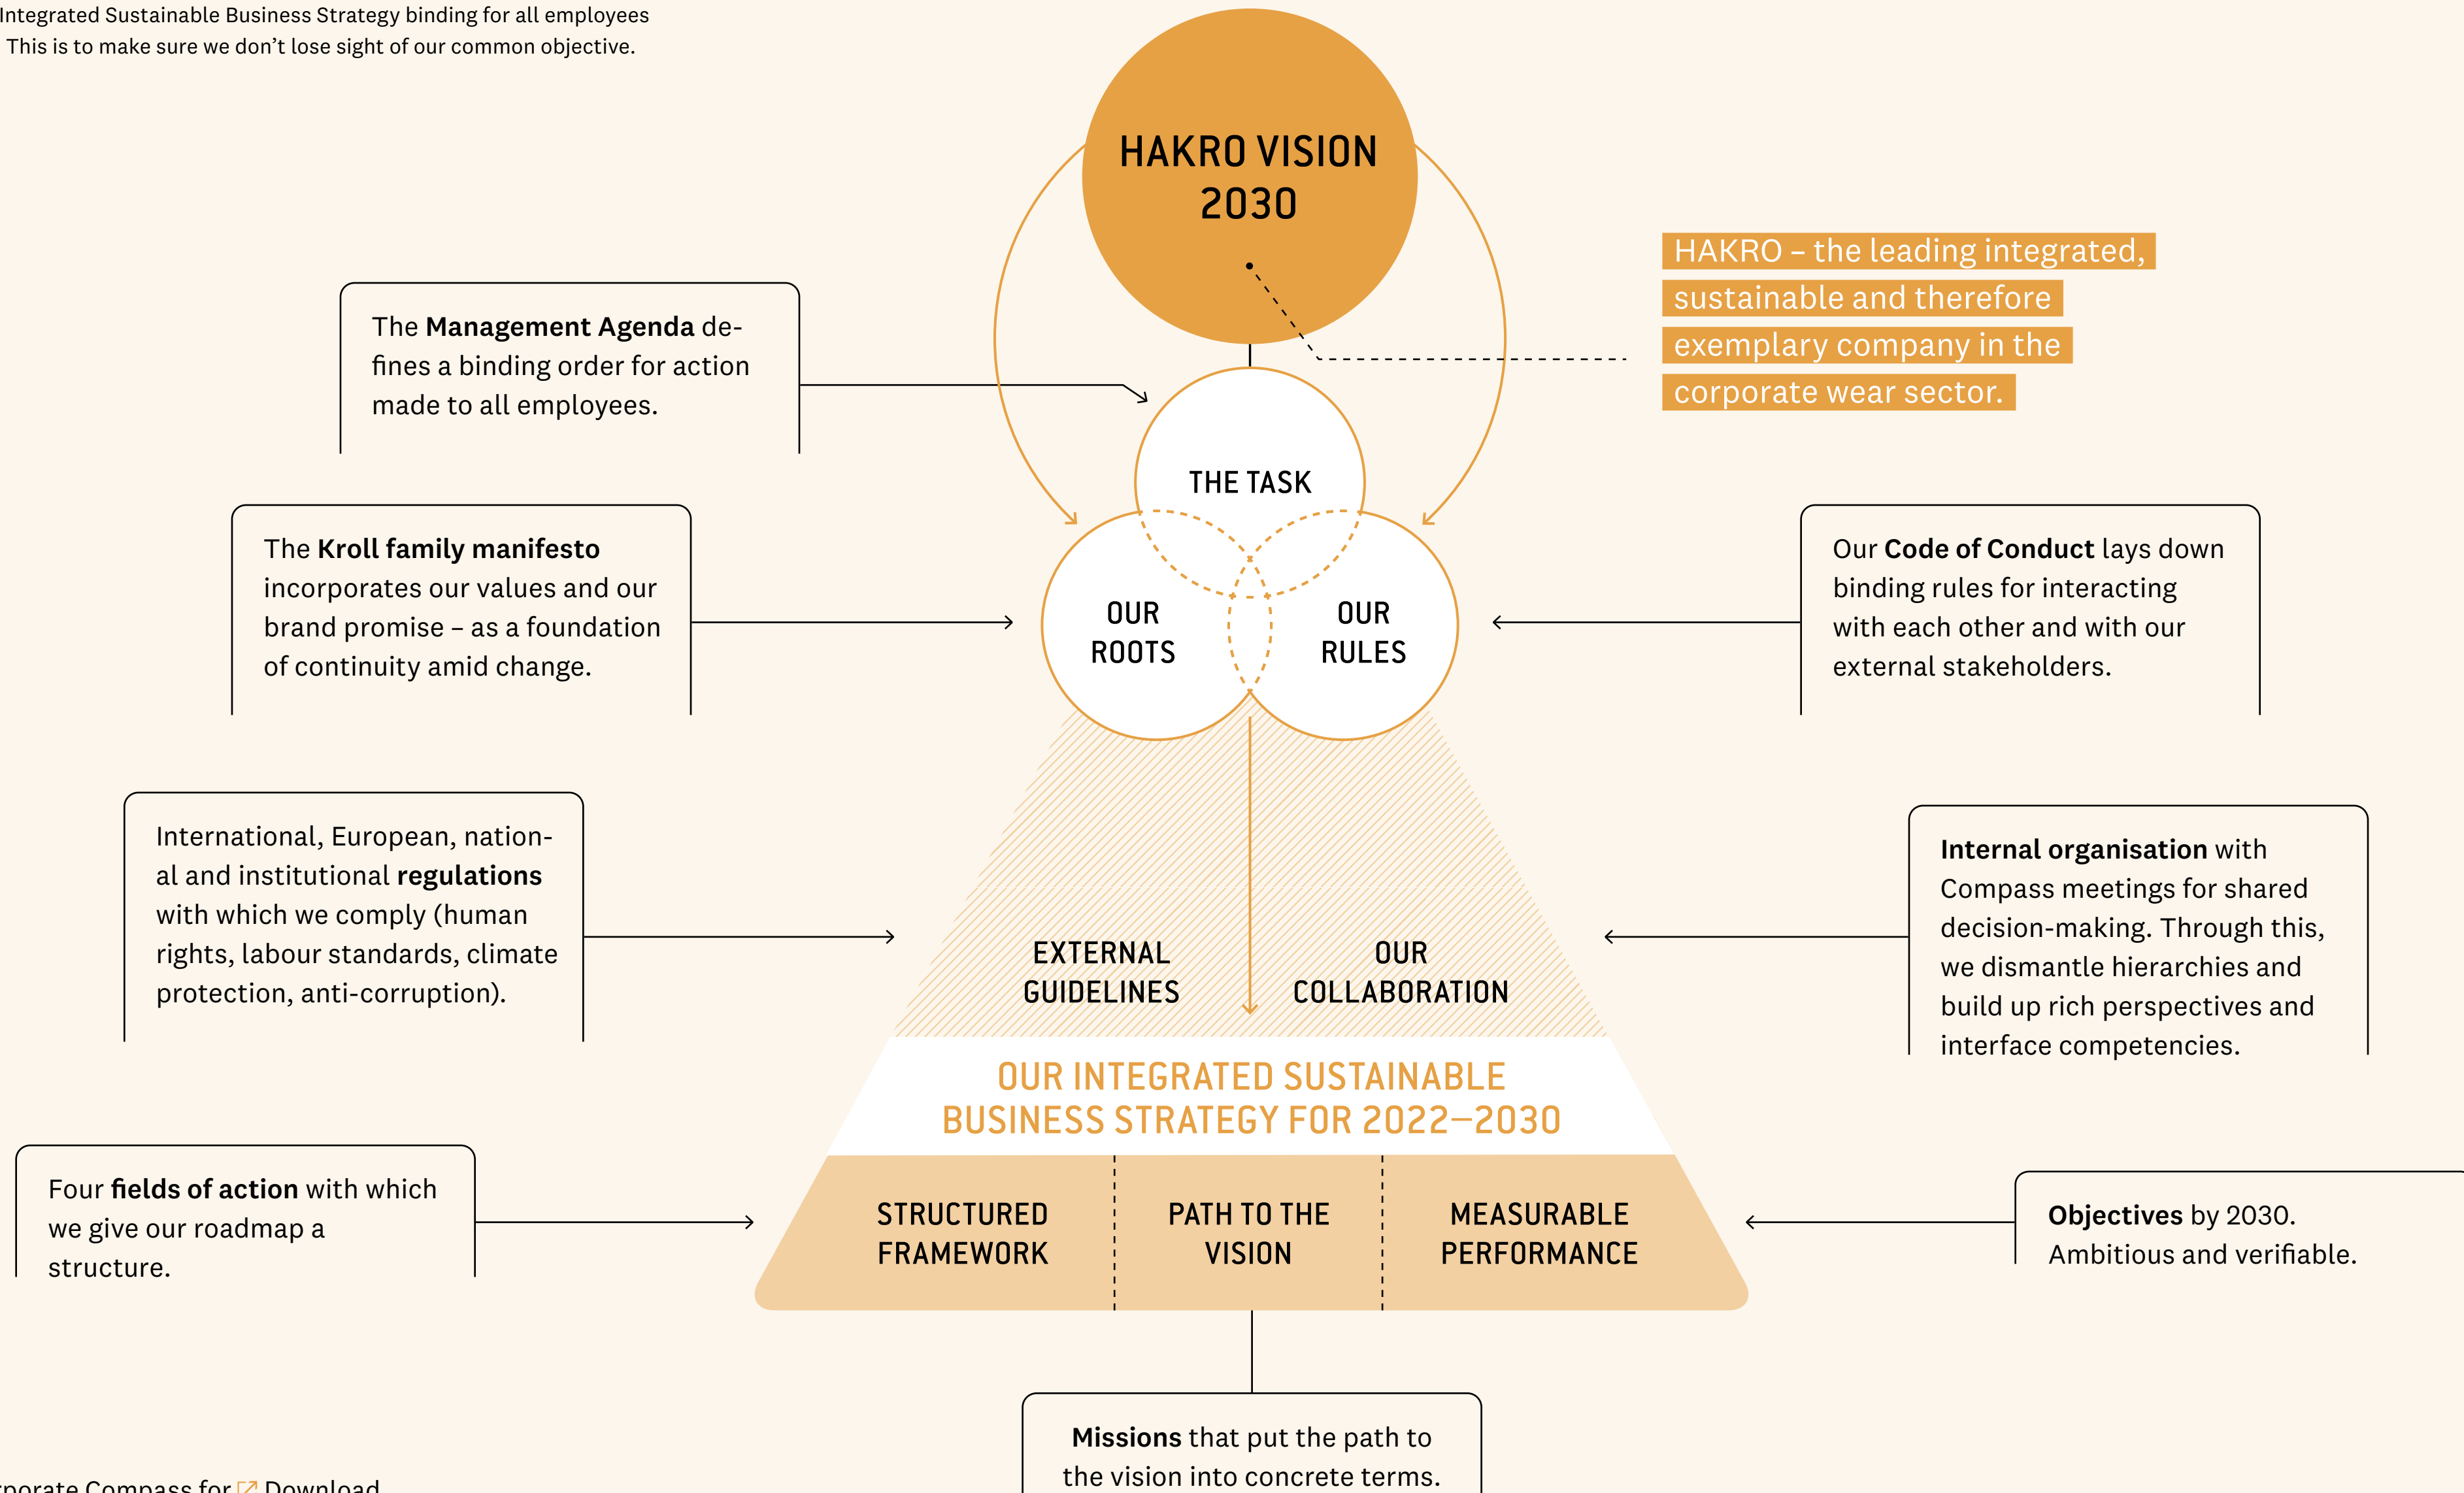 Integrated Sustainable Business Strategy binding for all employees
This is to make sure we don’t lose sight of our common objective.
HAKRO VISION
2030
HAKRO – the leading integrated,
sustainable and therefore
exemplary company in the
corporate wear sector.
The Management Agenda de-
fines a binding order for action
made to all employees.
THE TASK
The Kroll family manifesto
incorporates our values and our
brand promise – as a foundation
of continuity amid change.
OUR
ROOTS
OUR
RULES
Our Code of Conduct lays down
binding rules for interacting
with each other and with our
external stakeholders.
International, European, nation-
al and institutional regulations
with which we comply (human
rights, labour standards, climate
protection, anti-corruption).
EXTERNAL
GUIDELINES
OUR
COLLABORATION
Internal organisation with
Compass meetings for shared
decision-making. Through this,
we dismantle hierarchies and
build up rich perspectives and
interface competencies.
OUR INTEGRATED SUSTAINABLE
BUSINESS STRATEGY FOR 2022—2030
Four fields of action with which
we give our roadmap a
structure.
STRUCTURED
FRAMEWORK
PATH TO THE
VISION
MEASURABLE
PERFORMANCE
Objectives by 2030.
Ambitious and verifiable.
Missions that put the path to
the vision into concrete terms.
rporate Compass for Download